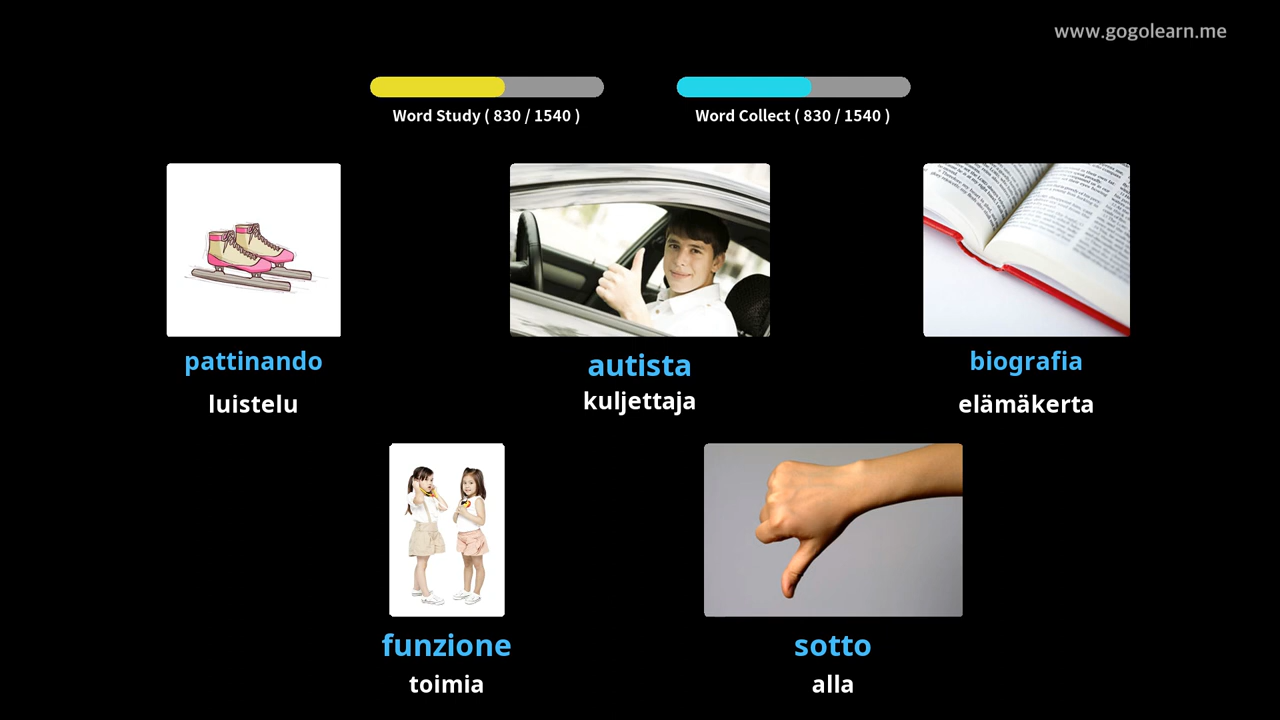 www.gogolearn.me
Word Study ( 830 / 1540 )
Word Collect ( 830 / 1540 )
pattinando
luistelu
autista
kuljettaja
biografia
elämäkerta
funzione
toimia
sotto
alla